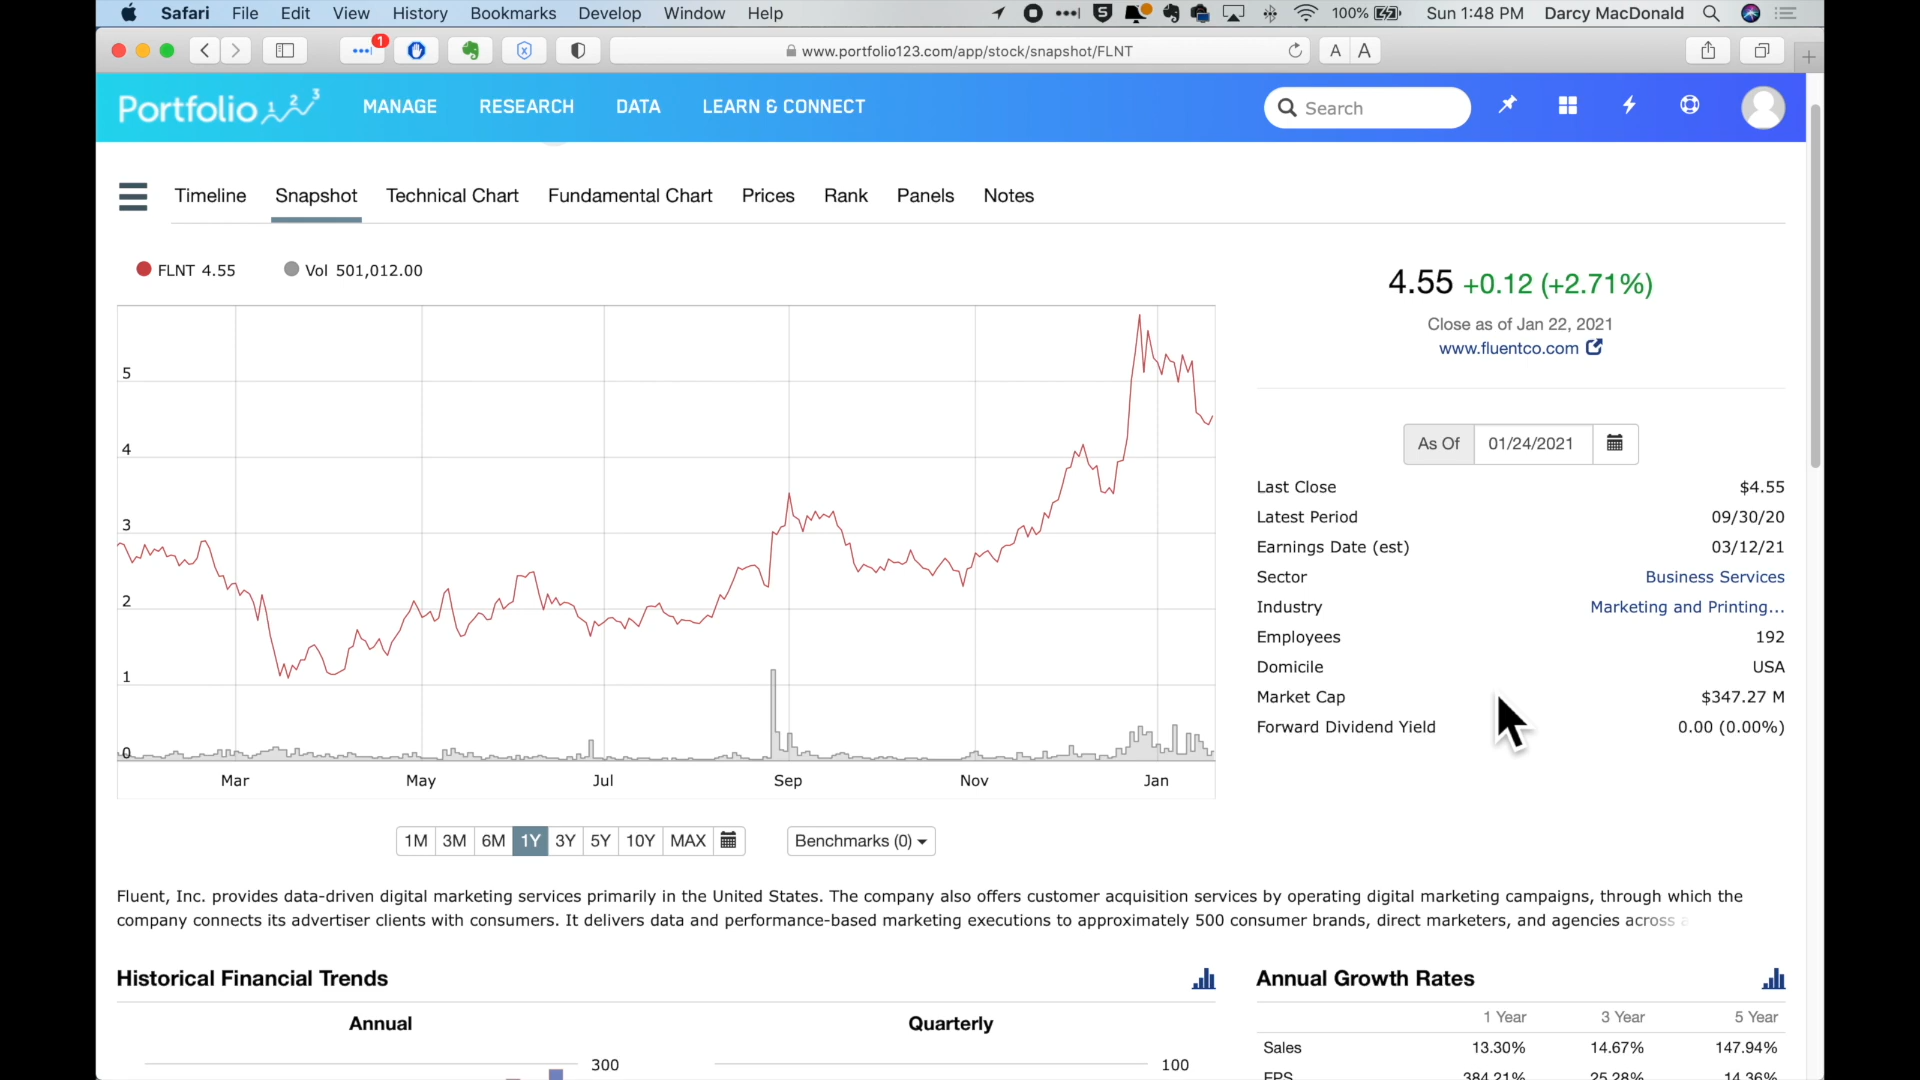 Safari File Edit View History Bookmarks Develop Window Help 100% Sun 1:48 PM Darcy MacDonald
1 www.portfolio123.com/app/stock/snapshot/FLNT A A
Portfolio123 MANAGE RESEARCH DATA LEARN & CONNECT Search
Timeline Snapshot Technical Chart Fundamental Chart Prices Rank Panels Notes
FLNT 4.55 Vol 501,012.00
5
4
3
2
1
0
Mar May Jul Sep Nov Jan
1M 3M 6M 1Y 3Y 5Y 10Y MAX Benchmarks (0)
4.55 +0.12 (+2.71%)
Close as of Jan 22, 2021
www.fluentco.com
As Of 01/24/2021
Last Close $4.55
Latest Period 09/30/20
Earnings Date (est) 03/12/21
Sector Business Services
Industry Marketing and Printing...
Employees 192
Domicile USA
Market Cap $347.27 M
Forward Dividend Yield 0.00 (0.00%)
Fluent, Inc. provides data-driven digital marketing services primarily in the United States. The company also offers customer acquisition services by operating digital marketing campaigns, through which the
company connects its advertiser clients with consumers. It delivers data and performance-based marketing executions to approximately 500 consumer brands, direct marketers, and agencies across a
Historical Financial Trends
Annual Quarterly
300 100
Annual Growth Rates
1 Year 3 Year 5 Year
Sales 13.30% 14.67% 147.94%
EPS 384.21% 25.28% 14.36%